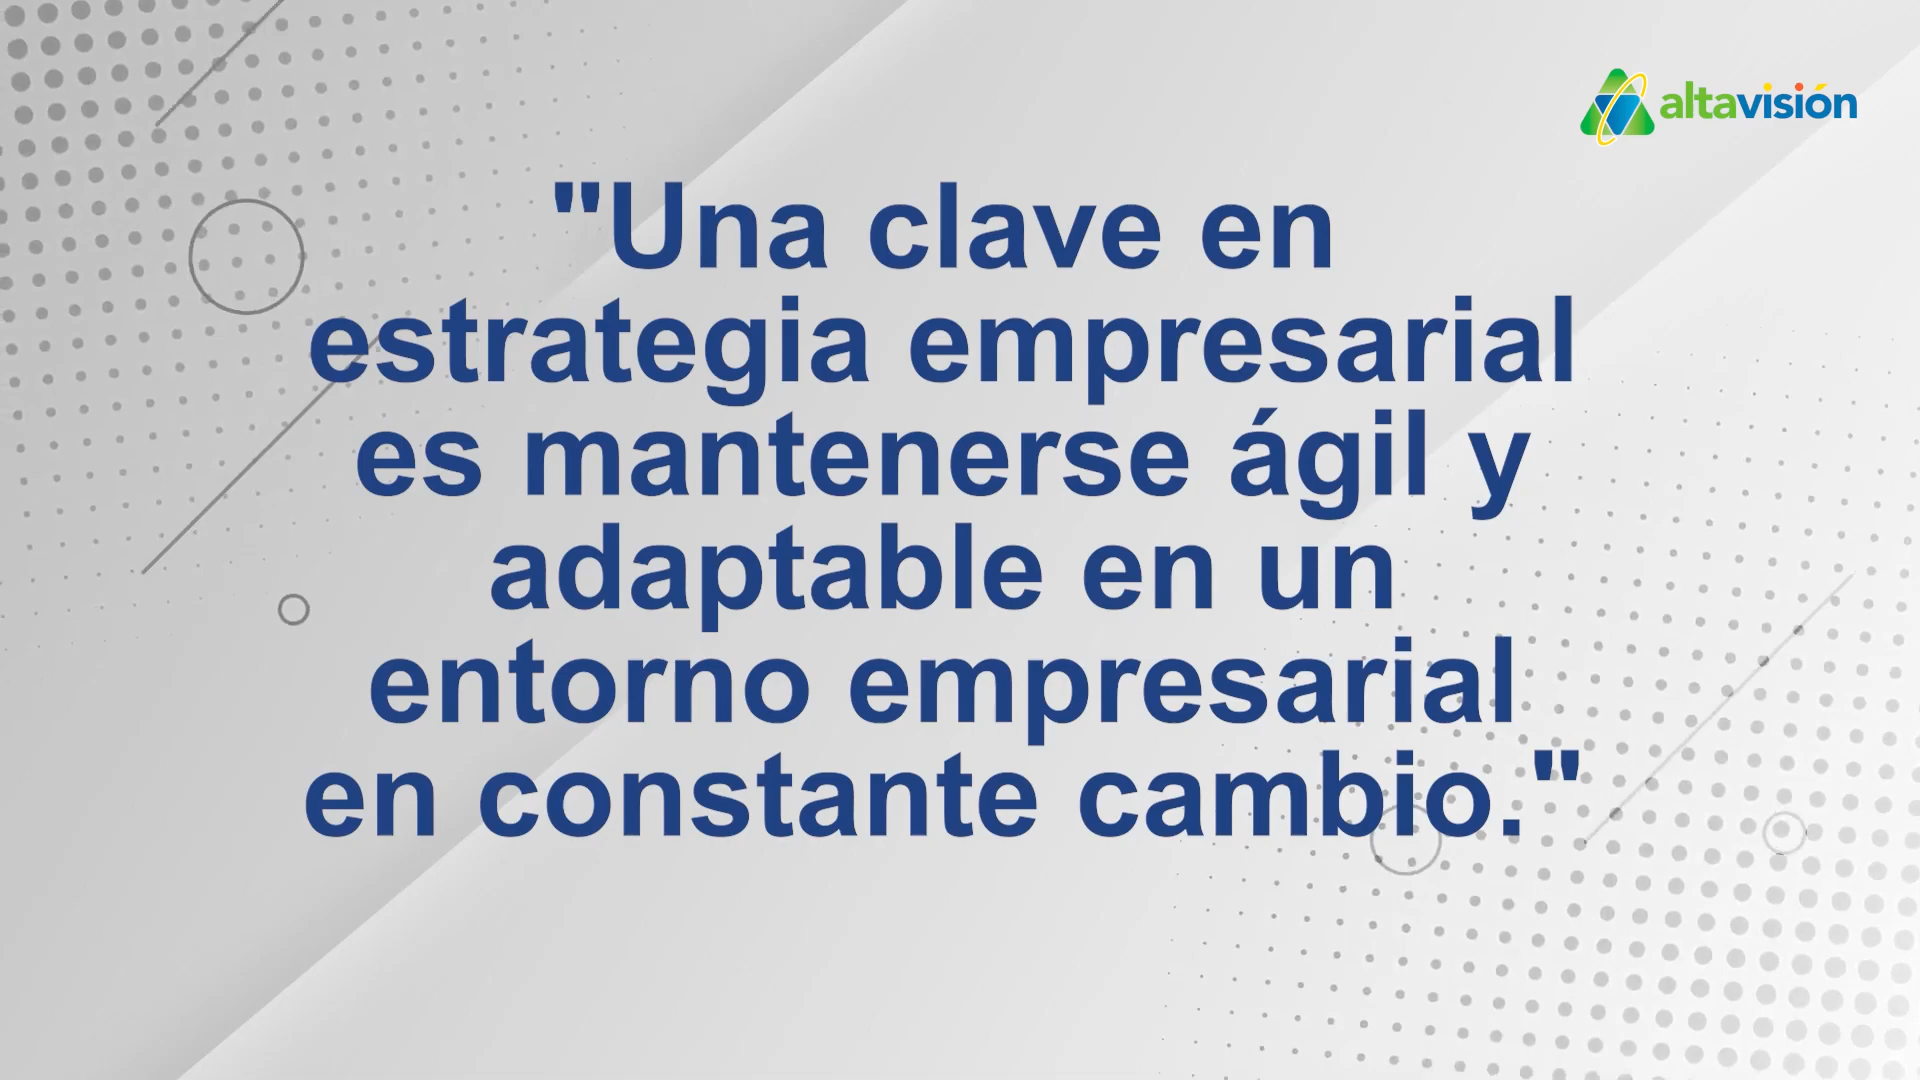 altavisión
"Una clave en
estrategia empresarial
es mantenerse ágil y
adaptable en un
entorno empresarial
en constante cambio."